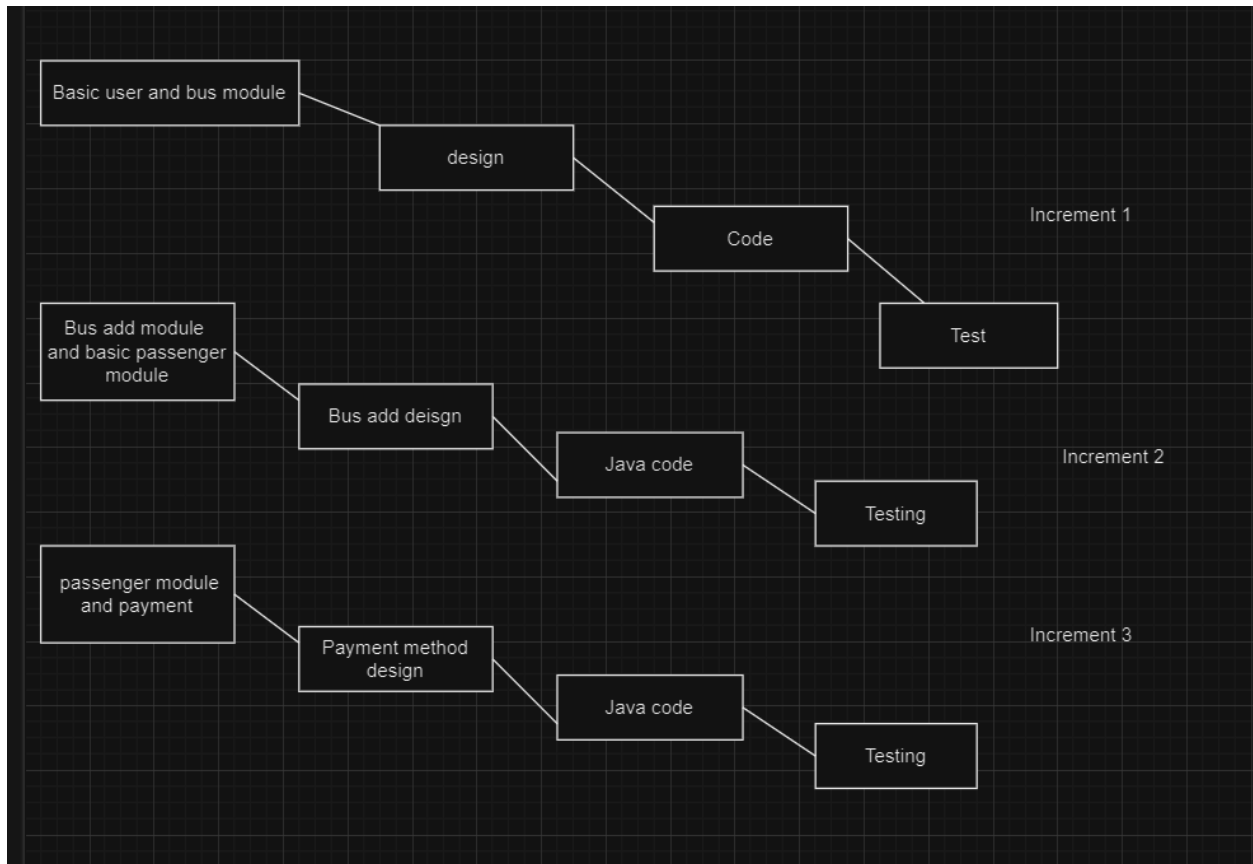 Basic user and bus module
design
Code
Increment 1
Test
Bus add module
and basic passenger
module
Bus add deisgn
Java code
Increment 2
Testing
passenger module
and payment
Payment method
design
Increment 3
Java code
Testing